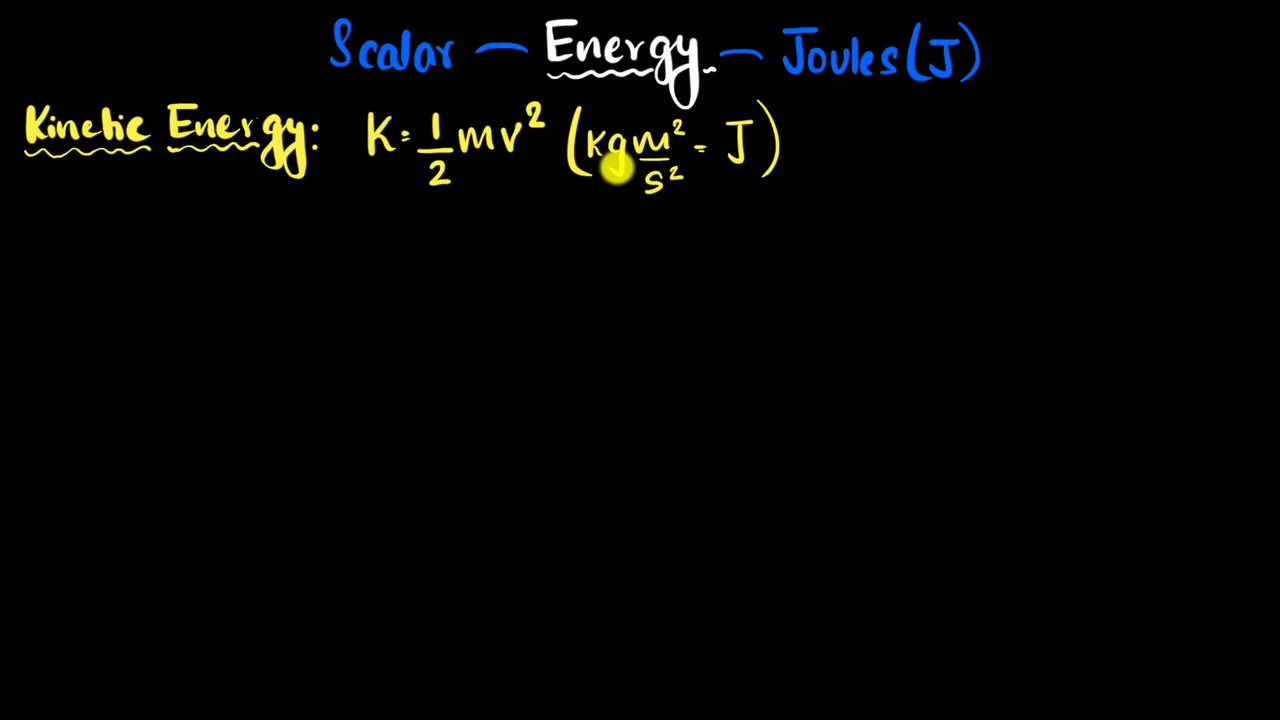 Scalar — Energy — Joules (J)
Kinetic Energy: K = 1/2 mv² (kg m²/s² = J)